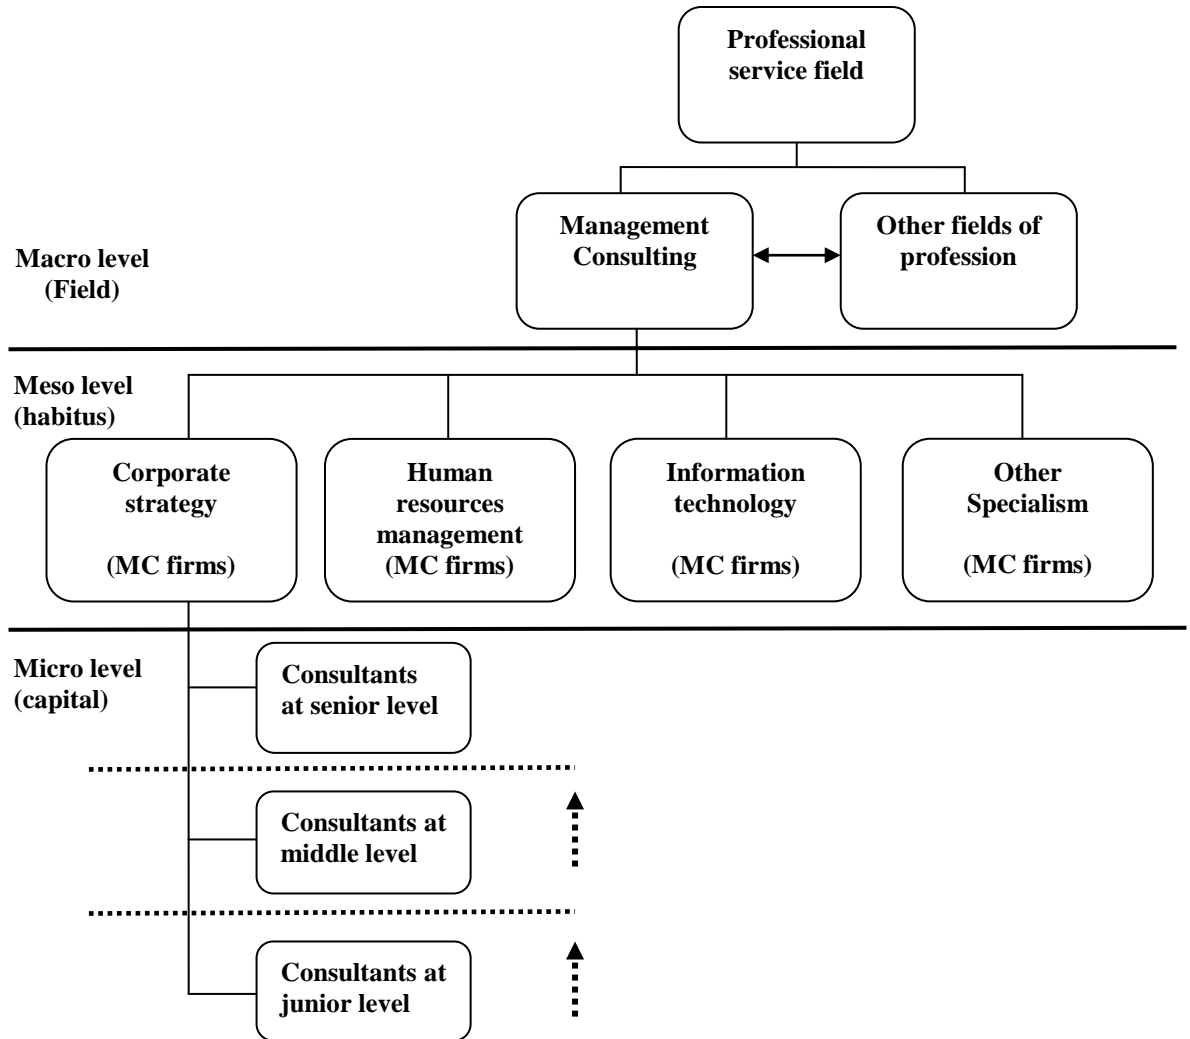 Professional
service field
Management
Consulting
Other fields of
profession
Macro level
(Field)
Meso level
(habitus)
Corporate
strategy
(MC firms)
Human
resources
management
(MC firms)
Information
technology
(MC firms)
Other
Specialism
(MC firms)
Micro level
(capital)
Consultants
at senior level
Consultants at
middle level
Consultants at
junior level